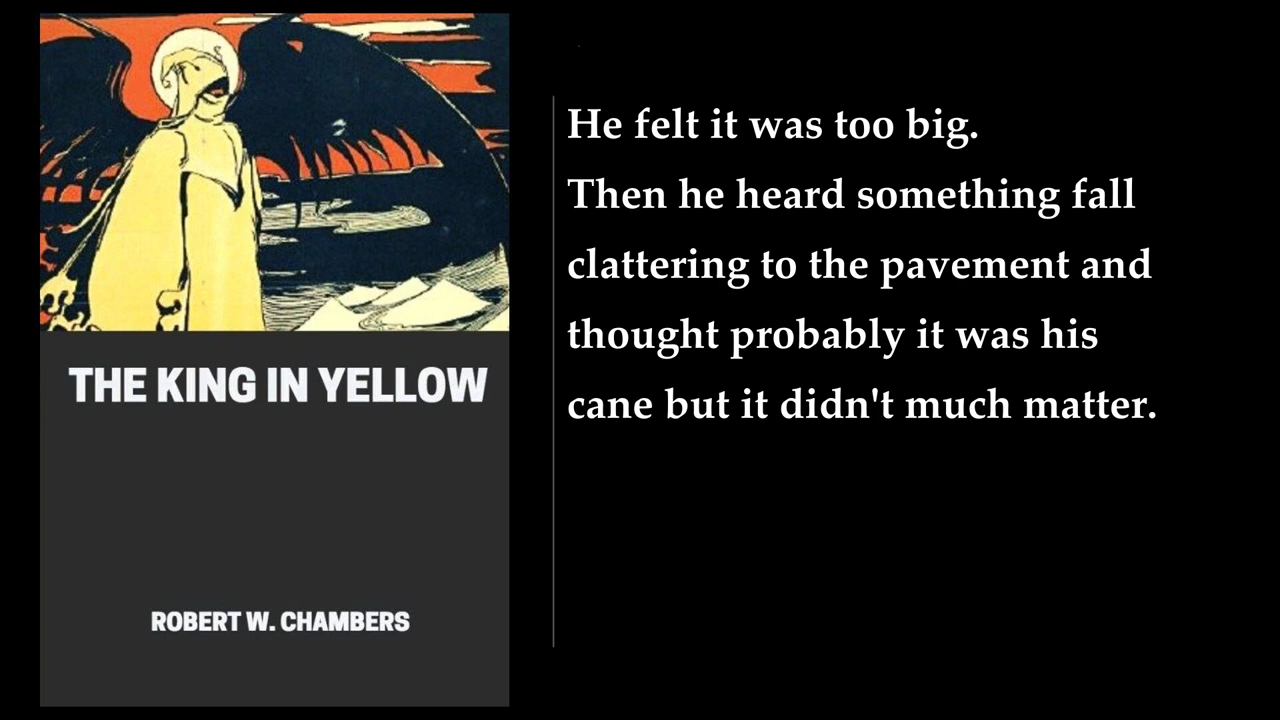 THE KING IN YELLOW
ROBERT W. CHAMBERS
He felt it was too big.
Then he heard something fall
clattering to the pavement and
thought probably it was his
cane but it didn't much matter.